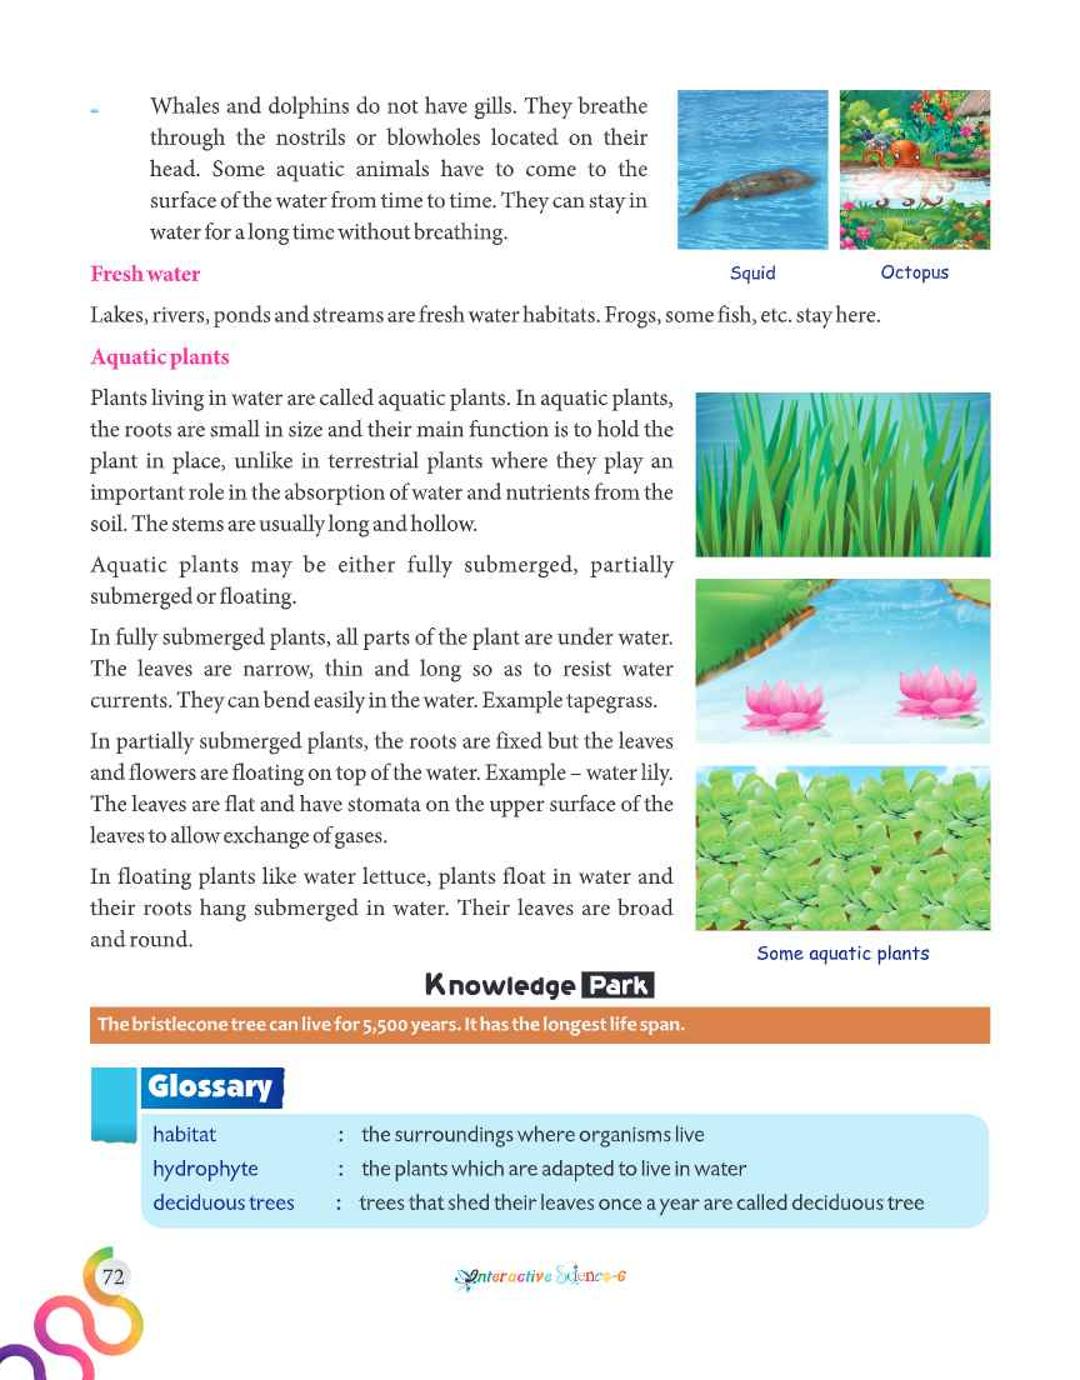 Whales and dolphins do not have gills. They breathe
through the nostrils or blowholes located on their
head. Some aquatic animals have to come to the
surface of the water from time to time. They can stay in
water for a long time without breathing.
Squid
Octopus
Fresh water
Lakes, rivers, ponds and streams are fresh water habitats. Frogs, some fish, etc. stay here.
Aquatic plants
Plants living in water are called aquatic plants. In aquatic plants,
the roots are small in size and their main function is to hold the
plant in place, unlike in terrestrial plants where they play an
important role in the absorption of water and nutrients from the
soil. The stems are usually long and hollow.
Aquatic plants may be either fully submerged, partially
submerged or floating.
In fully submerged plants, all parts of the plant are under water.
The leaves are narrow, thin and long so as to resist water
currents. They can bend easily in the water. Example tapegrass.
In partially submerged plants, the roots are fixed but the leaves
and flowers are floating on top of the water. Example – water lily.
The leaves are flat and have stomata on the upper surface of the
leaves to allow exchange of gases.
In floating plants like water lettuce, plants float in water and
their roots hang submerged in water. Their leaves are broad
and round.
Some aquatic plants
Knowledge Park
The bristlecone tree can live for 5,500 years. It has the longest life span.
Glossary
habitat : the surroundings where organisms live
hydrophyte : the plants which are adapted to live in water
deciduous trees : trees that shed their leaves once a year are called deciduous tree
72
Interactive Science-6